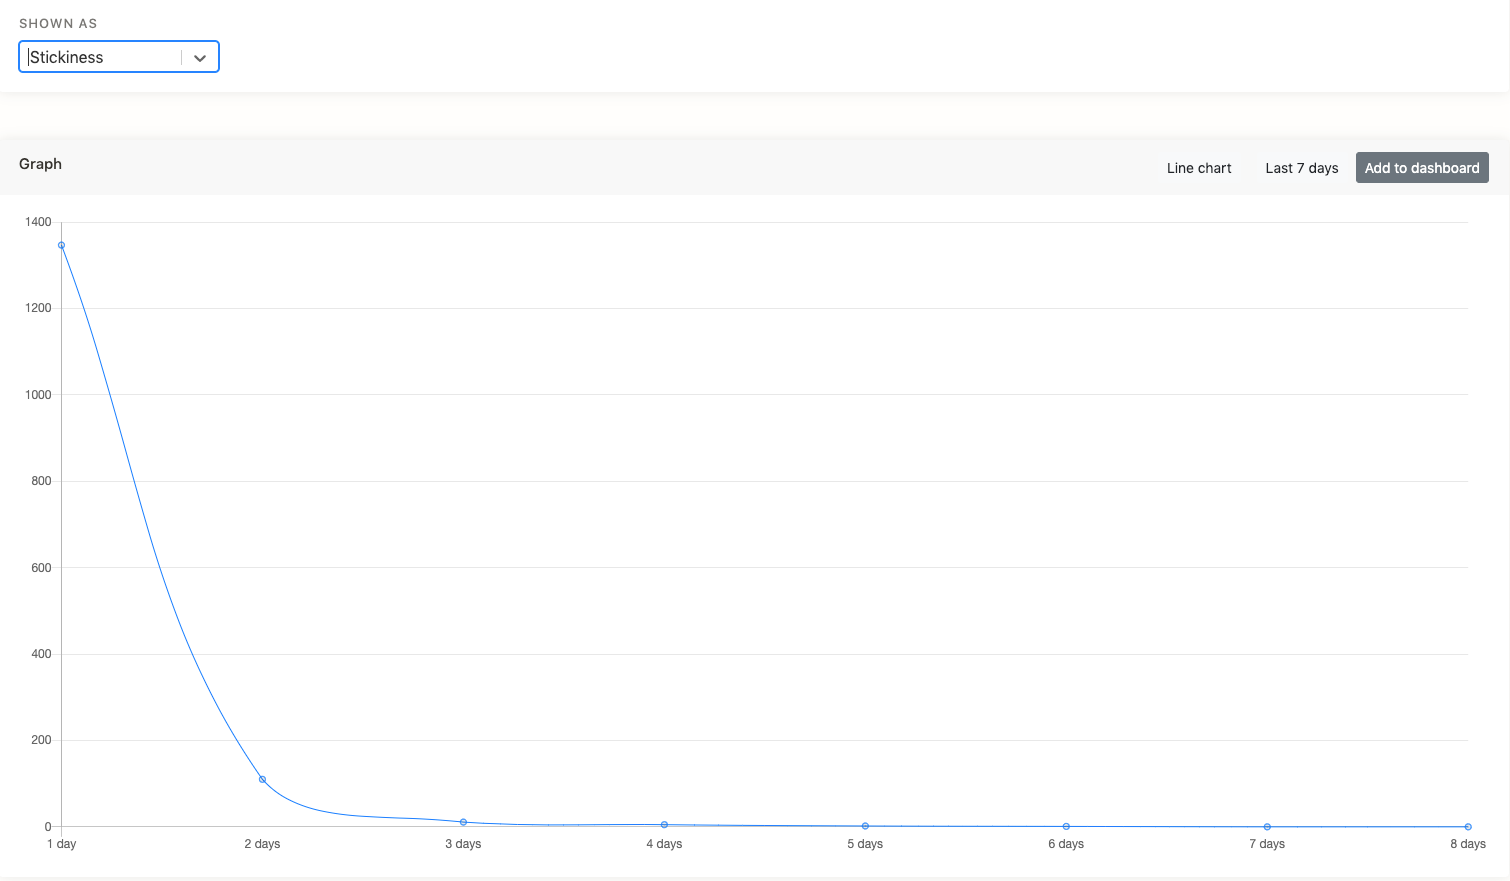 SHOWN AS
Stickiness
Graph
Line chart
Last 7 days
Add to dashboard
1400
1200
1000
800
600
400
200
0
1 day
2 days
3 days
4 days
5 days
6 days
7 days
8 days